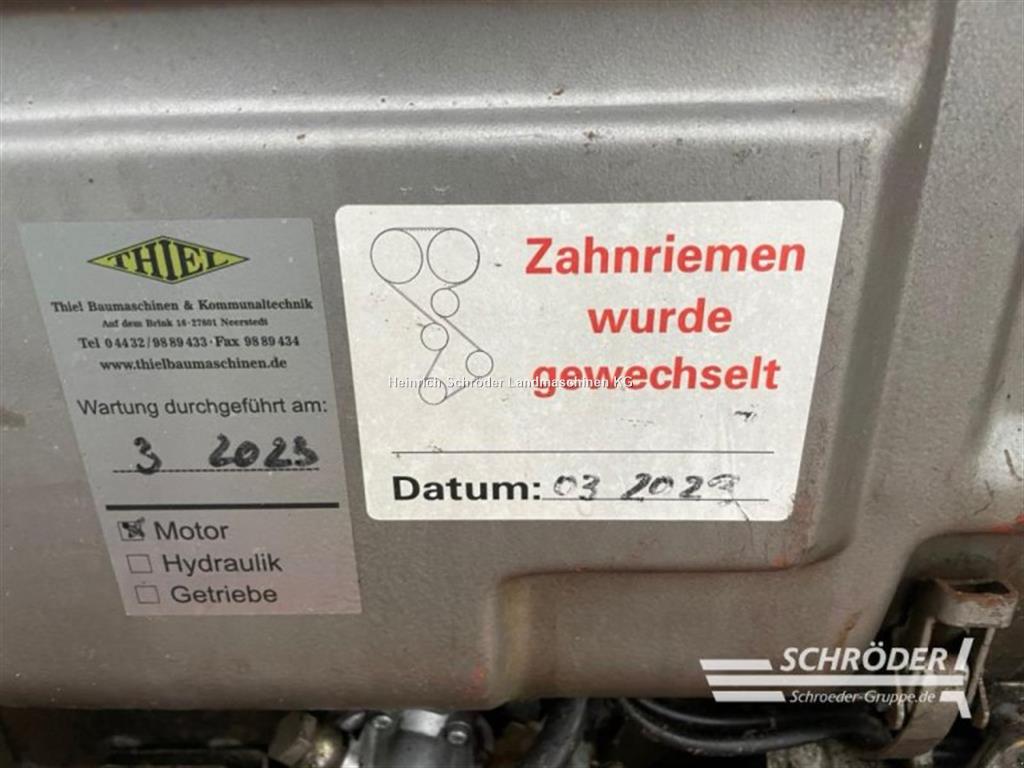 THIEL
Thiel Baumaschinen & Kommunaltechnik
Auf dem Brink 16-27801 Neerstedt
Tel 04432/9889433·Fax 9889434
www.thielbaumaschinen.de
Wartung durchgeführt am:
3 2023
Motor
Hydraulik
Getriebe
Zahnriemen
wurde
gewechselt
Datum: 03 2023
Heinrich Schröder Landmaschinen KG
SCHRÖDER
Schroeder-Gruppe.de